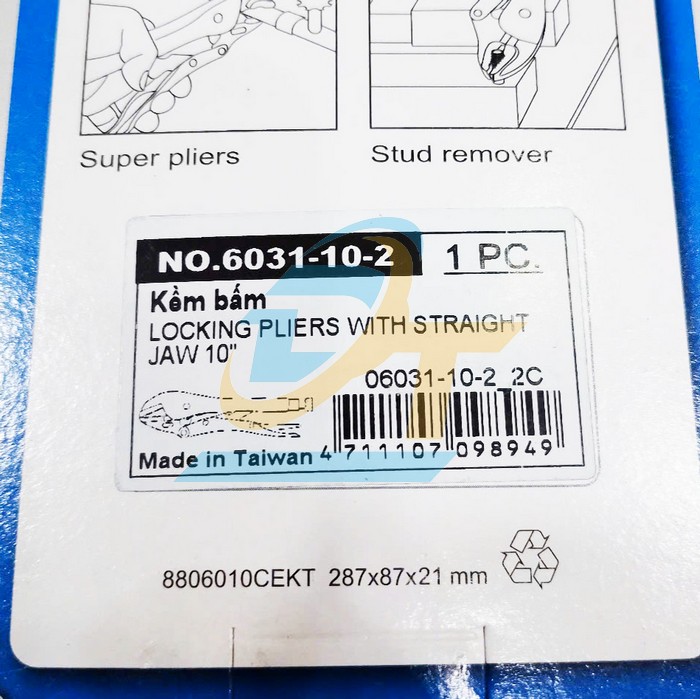 Super pliers
Stud remover
NO.6031-10-2
1 PC.
Kềm bấm
LOCKING PLIERS WITH STRAIGHT
JAW 10"
06031-10-2_2C
Made in Taiwan
4 711107 098949
8806010CEKT 287x87x21 mm